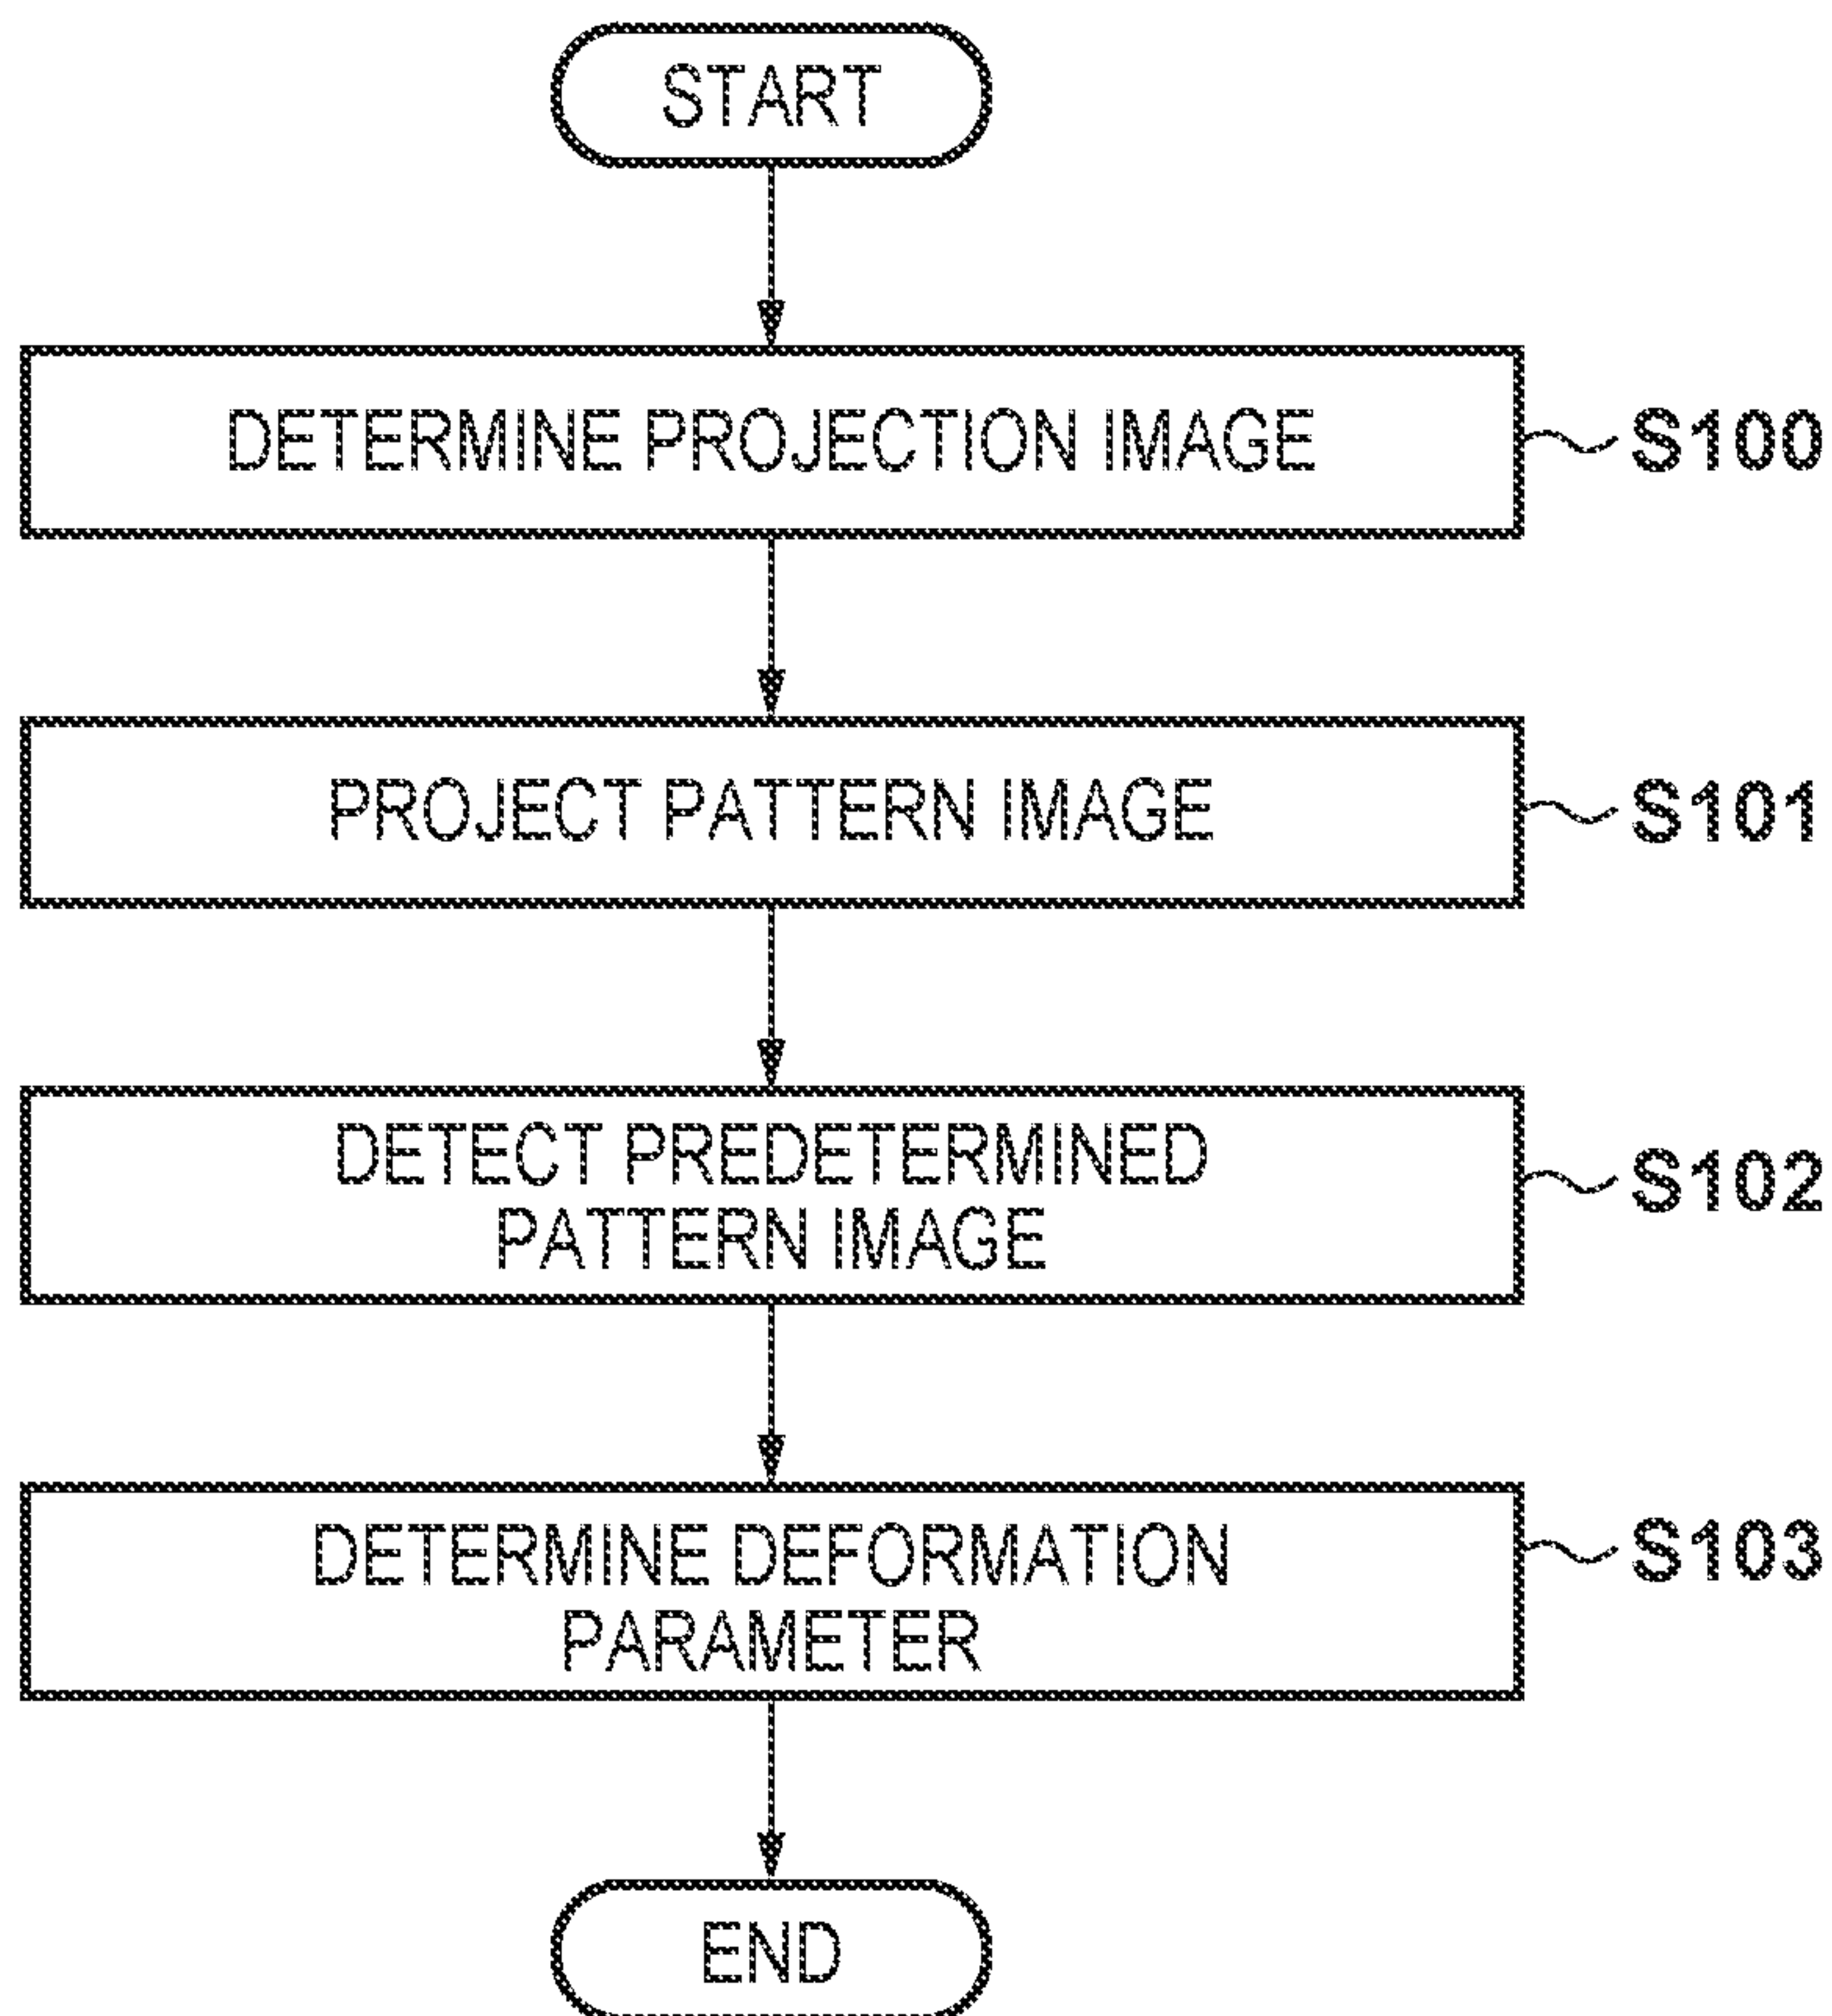 START
DETERMINE PROJECTION IMAGE
S100
PROJECT PATTERN IMAGE
S101
DETECT PREDETERMINED
PATTERN IMAGE
S102
DETERMINE DEFORMATION
PARAMETER
S103
END